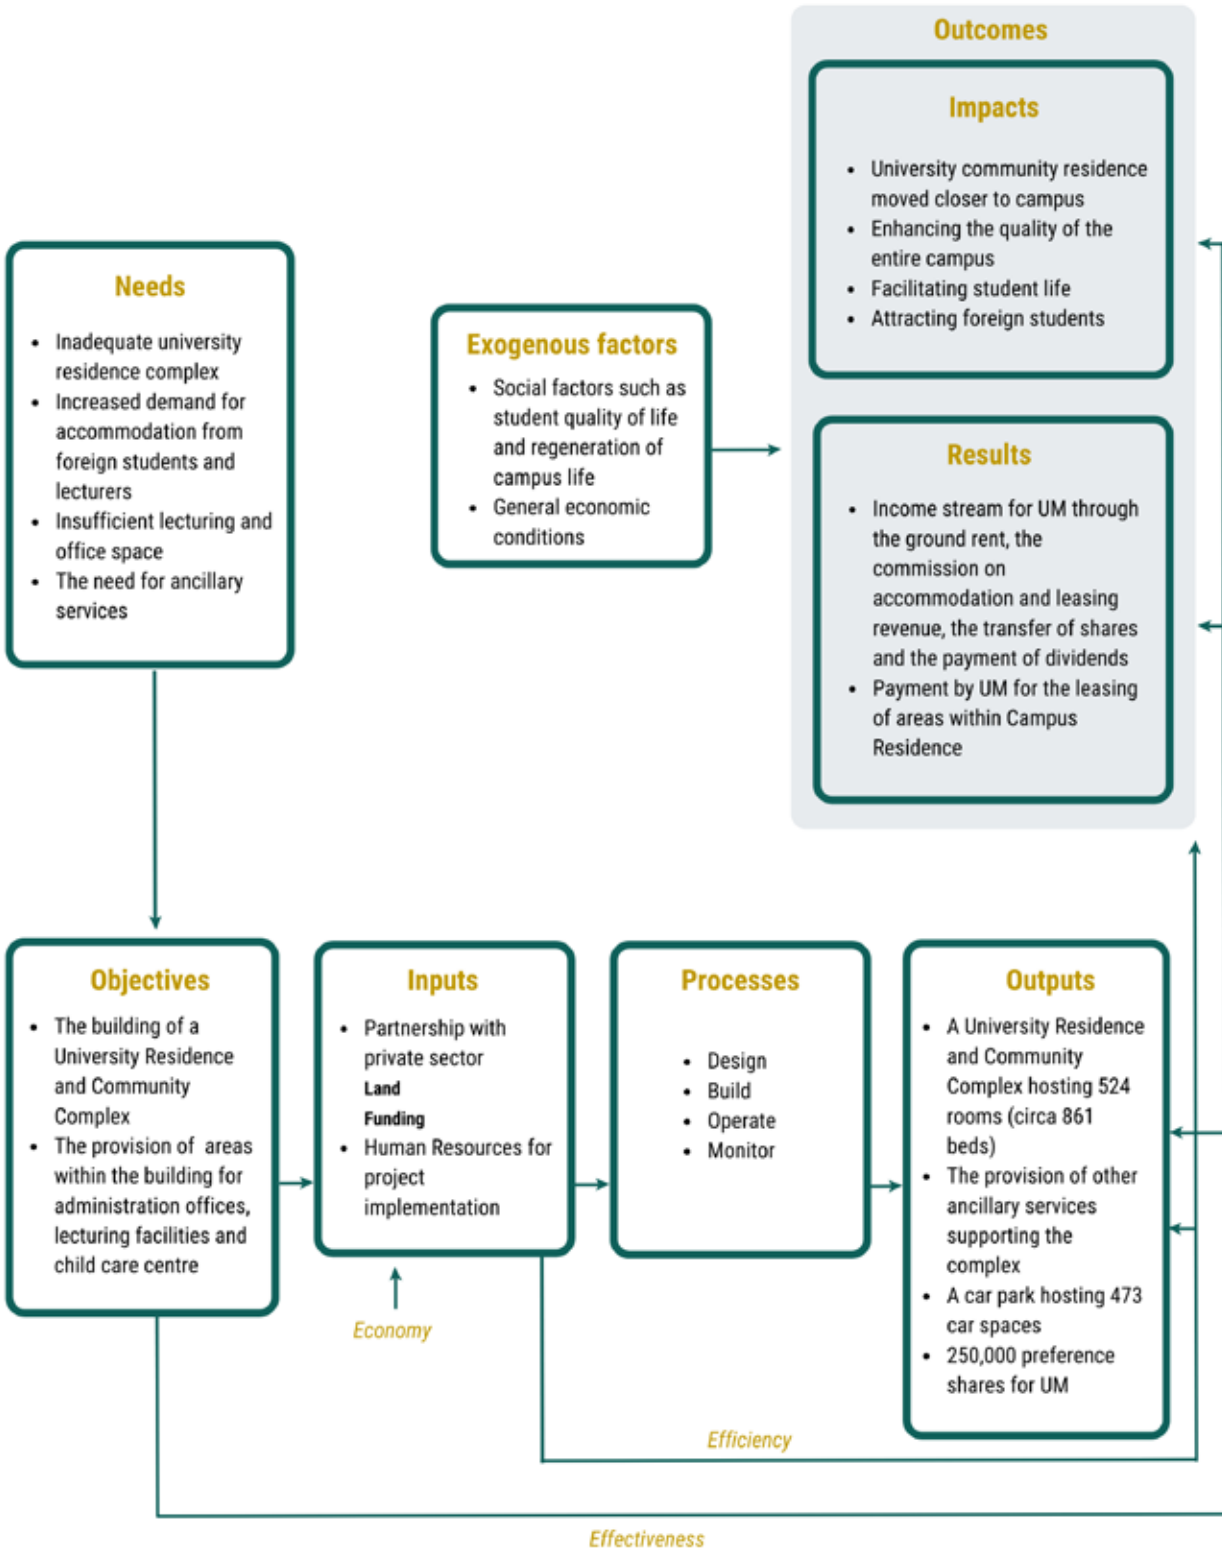 Outcomes
Impacts
• University community residence
moved closer to campus
• Enhancing the quality of the
entire campus
• Facilitating student life
• Attracting foreign students
Needs
• Inadequate university
residence complex
• Increased demand for
accommodation from
foreign students and
lecturers
• Insufficient lecturing and
office space
• The need for ancillary
services
Exogenous factors
• Social factors such as
student quality of life
and regeneration of
campus life
• General economic
conditions
Results
• Income stream for UM through
the ground rent, the
commission on
accommodation and leasing
revenue, the transfer of shares
and the payment of dividends
• Payment by UM for the leasing
of areas within Campus
Residence
Objectives
• The building of a
University Residence
and Community
Complex
• The provision of areas
within the building for
administration offices,
lecturing facilities and
child care centre
Inputs
• Partnership with
private sector
Land
Funding
• Human Resources for
project
implementation
Processes
• Design
• Build
• Operate
• Monitor
Outputs
• A University Residence
and Community
Complex hosting 524
rooms (circa 861
beds)
• The provision of other
ancillary services
supporting the
complex
• A car park hosting 473
car spaces
• 250,000 preference
shares for UM
Economy
Efficiency
Effectiveness